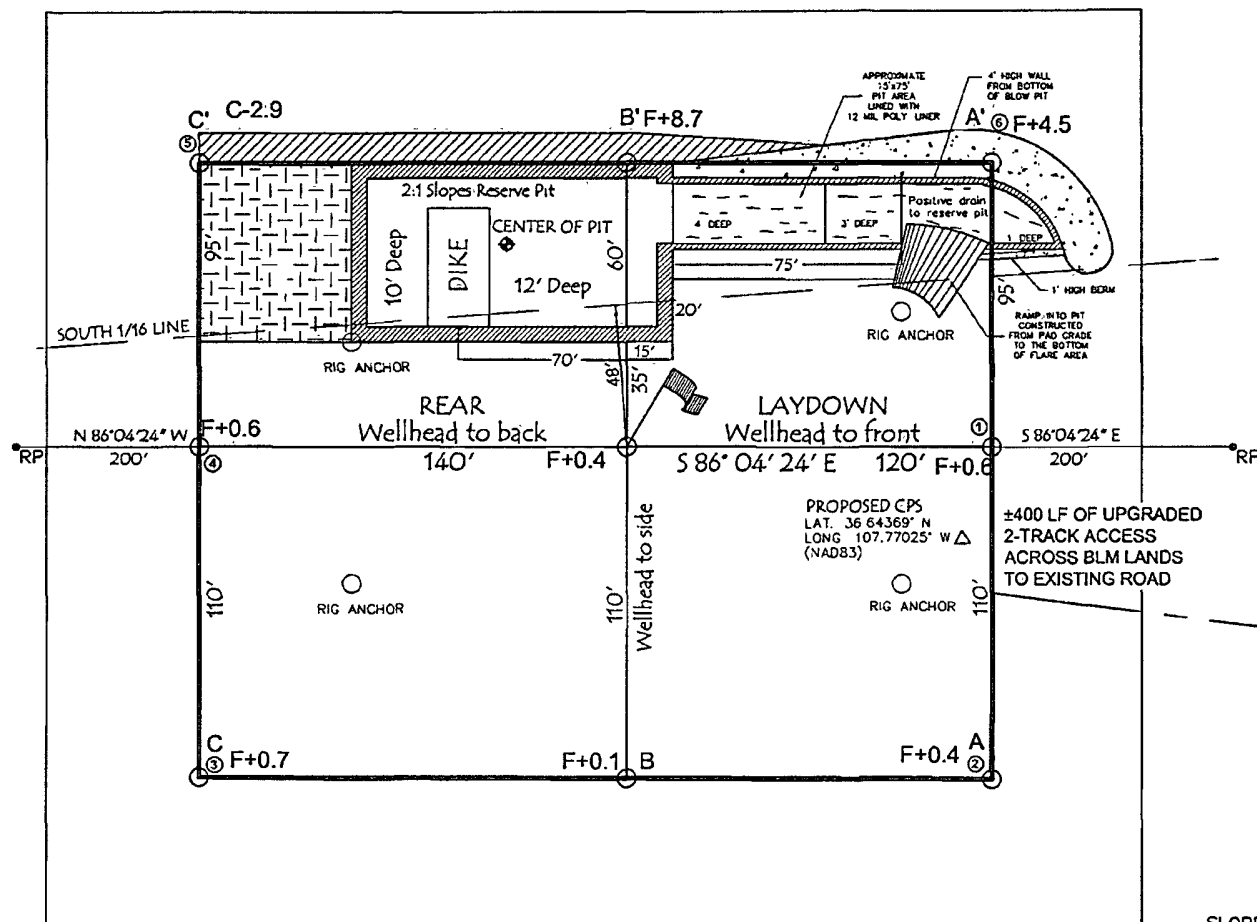 APPROXIMATE
15'x75'
PIT AREA
LINED WITH
12 MIL POLY LINER
4' HIGH WALL
FROM BOTTOM
OF BLOW PIT
C' C-2.9
B' F+8.7
A' ⑥ F+4.5
⑤
2:1 Slopes Reserve Pit
CENTER OF PIT
95'
10' Deep
DIKE
12' Deep
60'
4 DEEP
3' DEEP
Positive drain
to reserve pit
1 DEEP
75'
95'
1' HIGH BERM
20'
SOUTH 1/16 LINE
RIG ANCHOR
RIG ANCHOR
RAMP INTO PIT
CONSTRUCTED
FROM PAD GRADE
TO THE BOTTOM
OF FLARE AREA
70'
15'
48'
35'
REAR
Wellhead to back
LAYDOWN
Wellhead to front
①
N 86°04'24" W
F+0.6
S 86°04'24" E
RP
200'
④
140'
F+0.4
S 86° 04' 24' E
120'
F+0.6
200'
RP
PROPOSED CPS
LAT. 36 64369° N
LONG 107.77025° W
(NAD83)
±400 LF OF UPGRADED
2-TRACK ACCESS
ACROSS BLM LANDS
TO EXISTING ROAD
110'
RIG ANCHOR
110'
Wellhead to side
RIG ANCHOR
110'
C
③ F+0.7
F+0.1 B
F+0.4 A
②